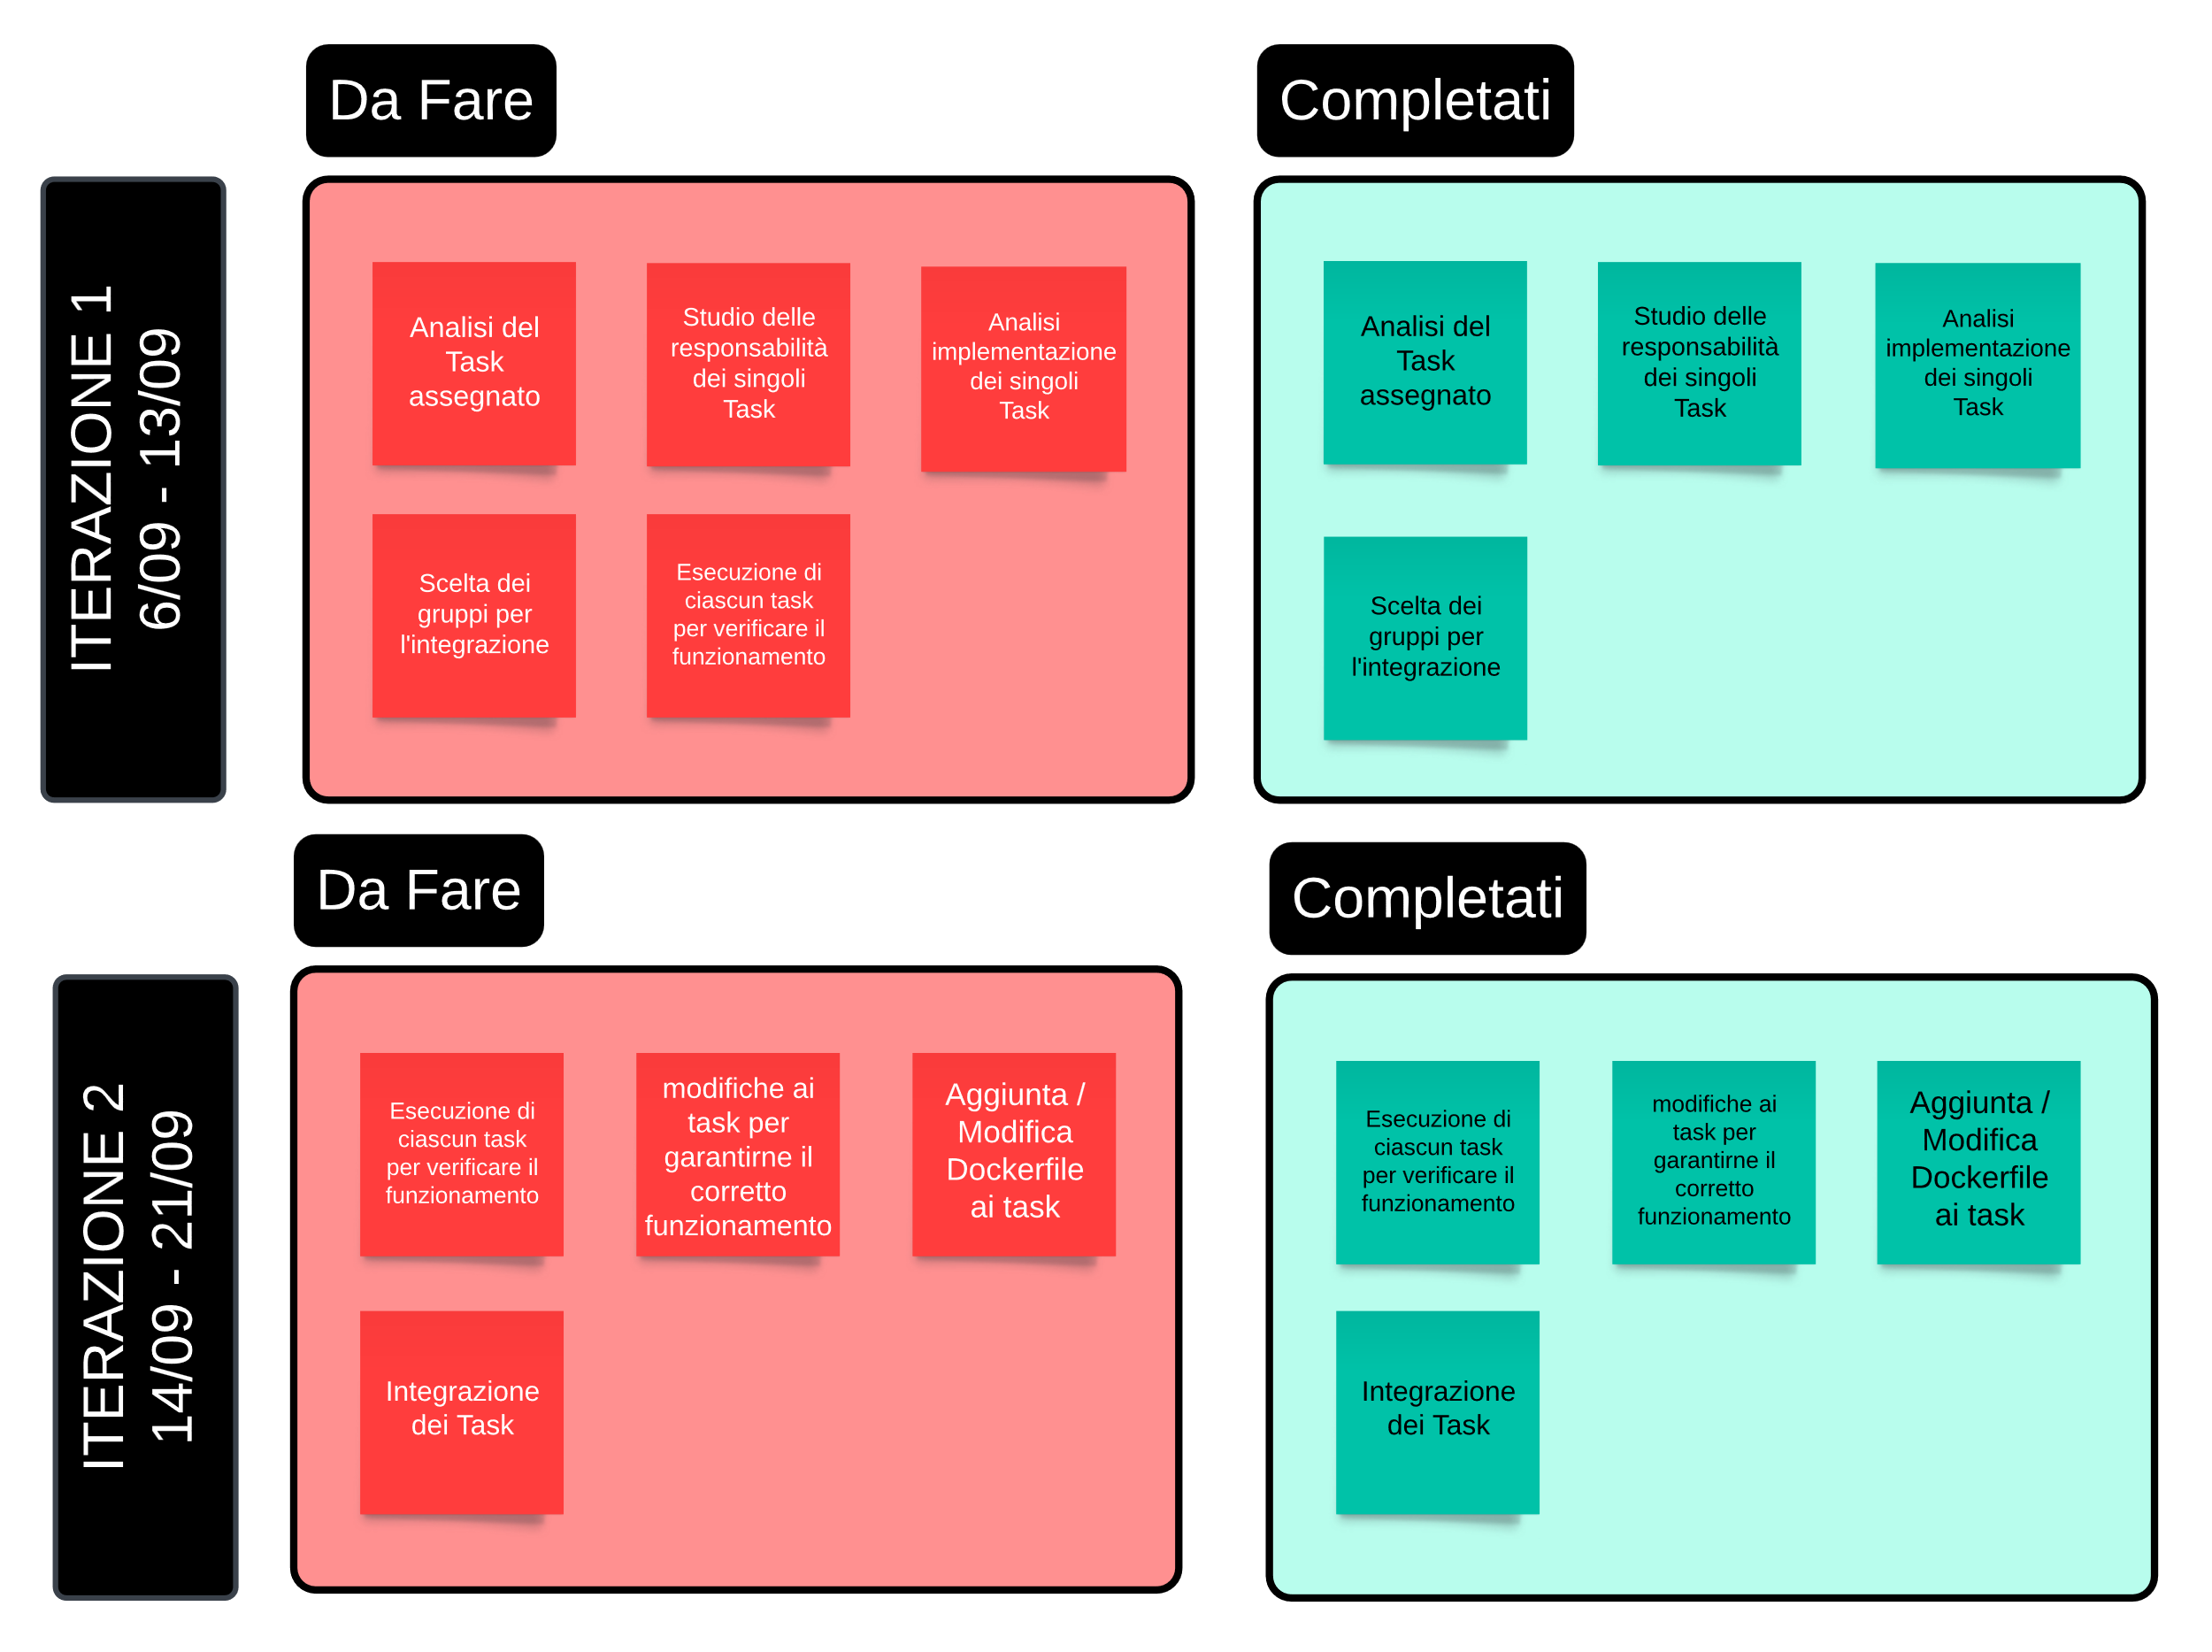 Da Fare
Completati
ITERAZIONE 1
6/09 - 13/09
Analisi del
Task
assegnato
Studio delle
responsabilità
dei singoli
Task
Analisi
implementazione
dei singoli
Task
Scelta dei
gruppi per
l'integrazione
Esecuzione di
ciascun task
per verificare il
funzionamento
Analisi del
Task
assegnato
Studio delle
responsabilità
dei singoli
Task
Analisi
implementazione
dei singoli
Task
Scelta dei
gruppi per
l'integrazione
Da Fare
Completati
ITERAZIONE 2
14/09 - 21/09
Esecuzione di
ciascun task
per verificare il
funzionamento
modifiche ai
task per
garantirne il
corretto
funzionamento
Aggiunta /
Modifica
Dockerfile
ai task
Integrazione
dei Task
Esecuzione di
ciascun task
per verificare il
funzionamento
modifiche ai
task per
garantirne il
corretto
funzionamento
Aggiunta /
Modifica
Dockerfile
ai task
Integrazione
dei Task